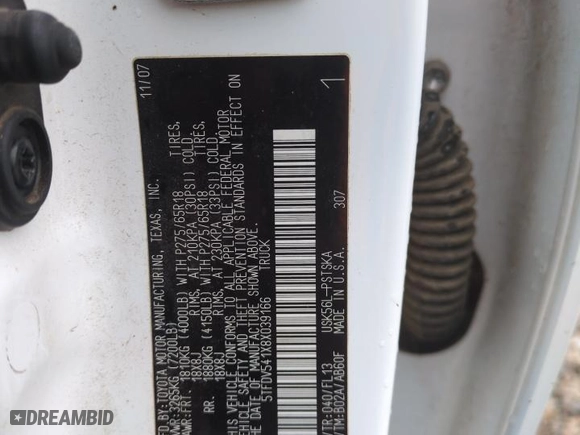 MFD.BY:TOYOTA MOTOR MANUFACTURING, TEXAS, INC. 11/07
GVWR:3265KG(7200LB)
GAWR:FRT. 1810KG (4000LB) WITH P275/65R18 TIRES,
18X8J RIMS, AT 210KPA (30PSI) COLD.
RR. 1880KG (4150LB) WITH P275/65R18 TIRES,
18X8J RIMS, AT 230KPA (33PSI) COLD.
THIS VEHICLE CONFORMS TO ALL APPLICABLE FEDERAL MOTOR
VEHICLE SAFETY AND THEFT PREVENTION STANDARDS IN EFFECT ON
THE DATE OF MANUFACTURE SHOWN ABOVE.
5TFDV54178X039166 TRUCK
1
USK56L-PSTSKA 307
C/TR:040/FL13 MADE IN U.S.A.
A/TM:B02A/AB60F
RIDESAFELY